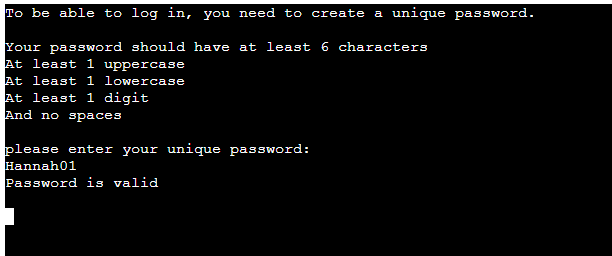 To be able to log in, you need to create a unique password.
Your password should have at least 6 characters
At least 1 uppercase
At least 1 lowercase
At least 1 digit
And no spaces
please enter your unique password:
Hannah01
Password is valid